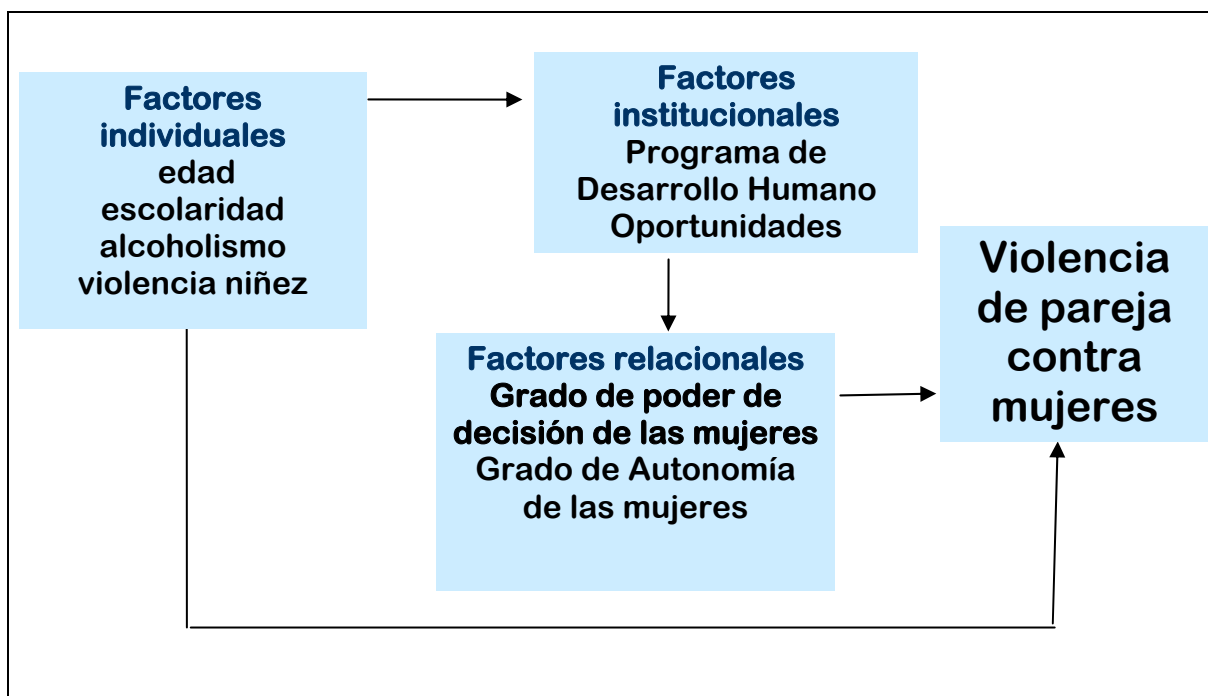 Factores
individuales
edad
escolaridad
alcoholismo
violencia niñez
Factores
institucionales
Programa de
Desarrollo Humano
Oportunidades
Factores relacionales
Grado de poder de
decisión de las mujeres
Grado de Autonomía
de las mujeres
Violencia
de pareja
contra
mujeres